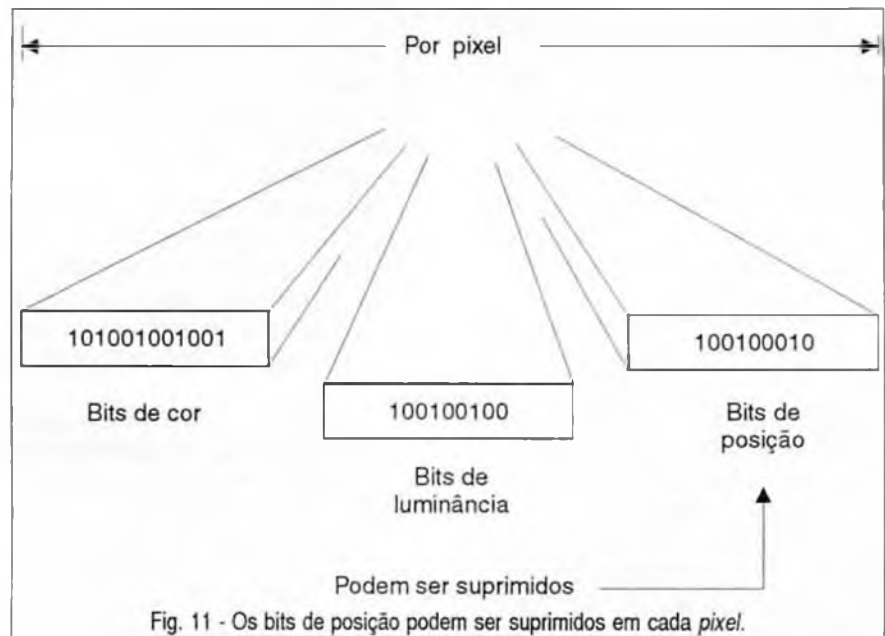 Por pixel
101001001001
100100010
Bits de cor
100100100
Bits de
posição
Bits de
luminância
Podem ser suprimidos
Fig. 11 - Os bits de posição podem ser suprimidos em cada pixel.